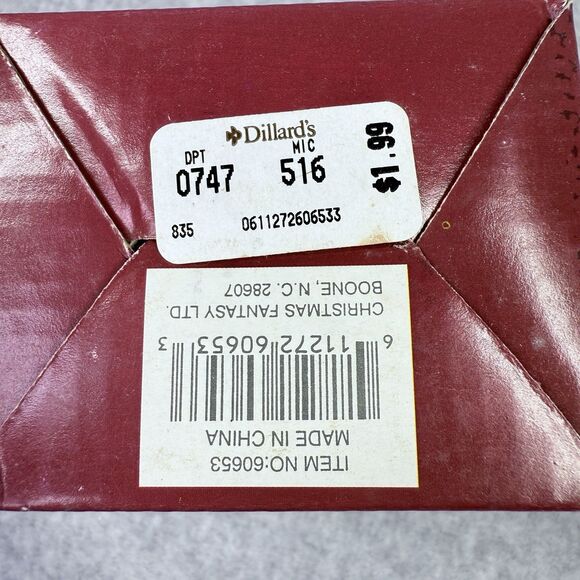 Dillard's
DPT MIC
0747 516 $1.99
835 0611272606533
ITEM NO:60653
MADE IN CHINA
6 11272 60653 3
CHRISTMAS FANTASY LTD.
BOONE, N.C. 28607